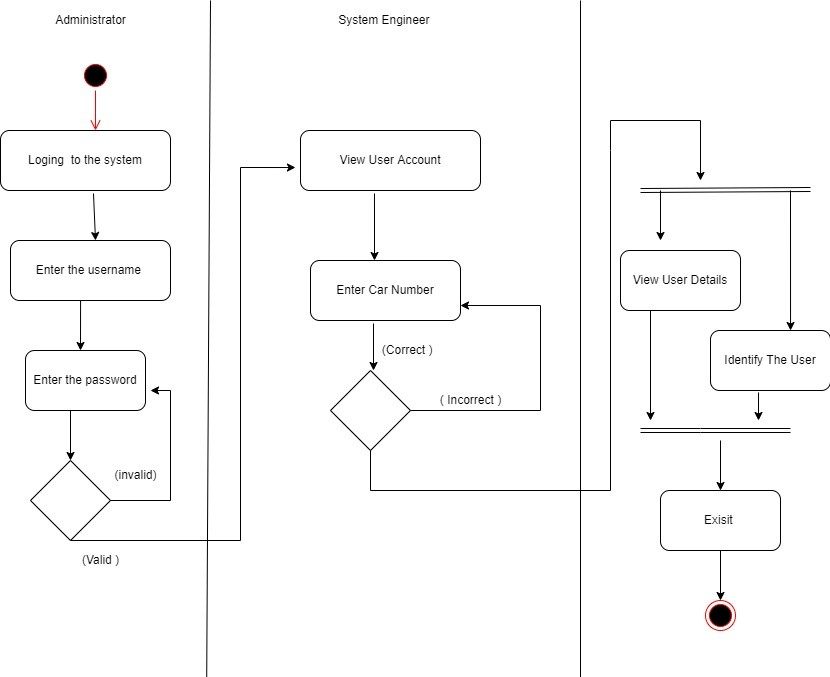 Administrator
System Engineer
Loging  to the system
View User Account
Enter the username
Enter Car Number
View User Details
(Correct )
Identify The User
Enter the password
( Incorrect )
(invalid)
Exisit
(Valid )